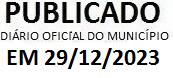 PUBLICADO
DIÁRIO OFICIAL DO MUNICÍPIO
EM 29/12/2023